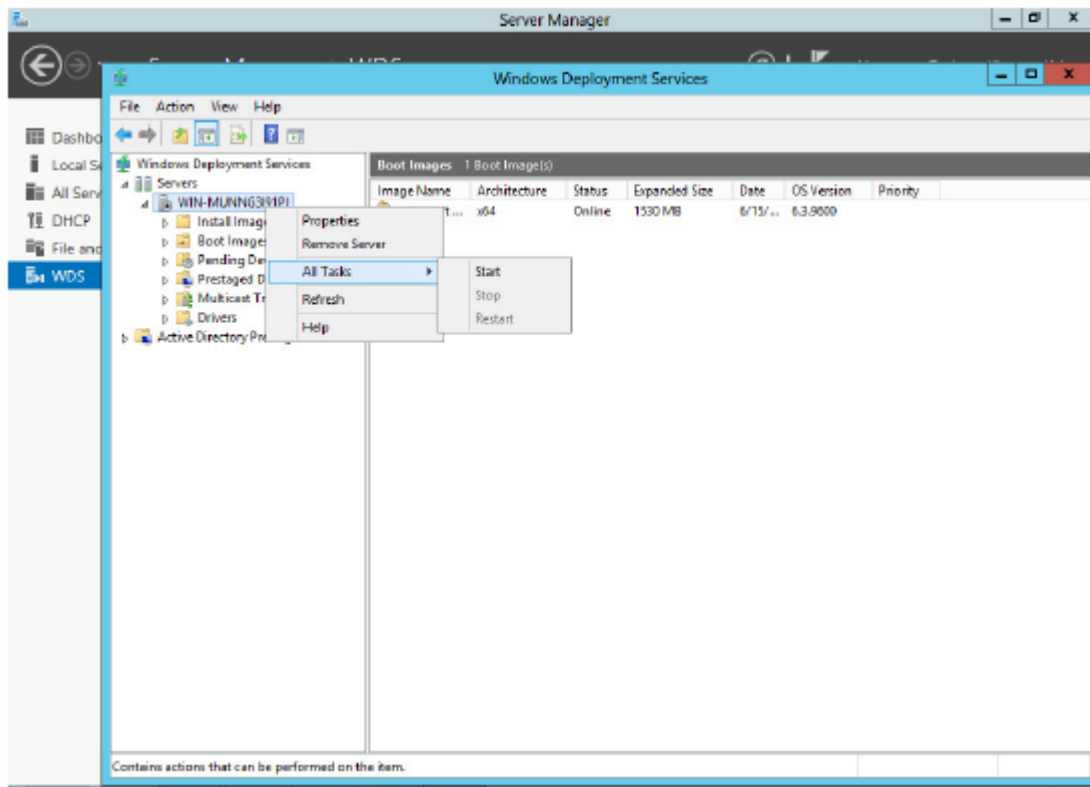 Server Manager
Windows Deployment Services
File Action View Help
Dashbo
Local Se
All Serv
DHCP
File and
WDS
Windows Deployment Services
Servers
Install Imag
Boot Image
Pending De
Prestaged D
Multicast Tr
Drivers
Active Directory Pre
Properties
Remove Server
All Tasks
Refresh
Help
Start
Stop
Restart
Boot Images 1 Boot Image(s)
Image Name Architecture Status Expanded Size Date OS Version Priority
t... x64 Online 1530 MB 6/15/... 6.3.9600
Contains actions that can be performed on the item.